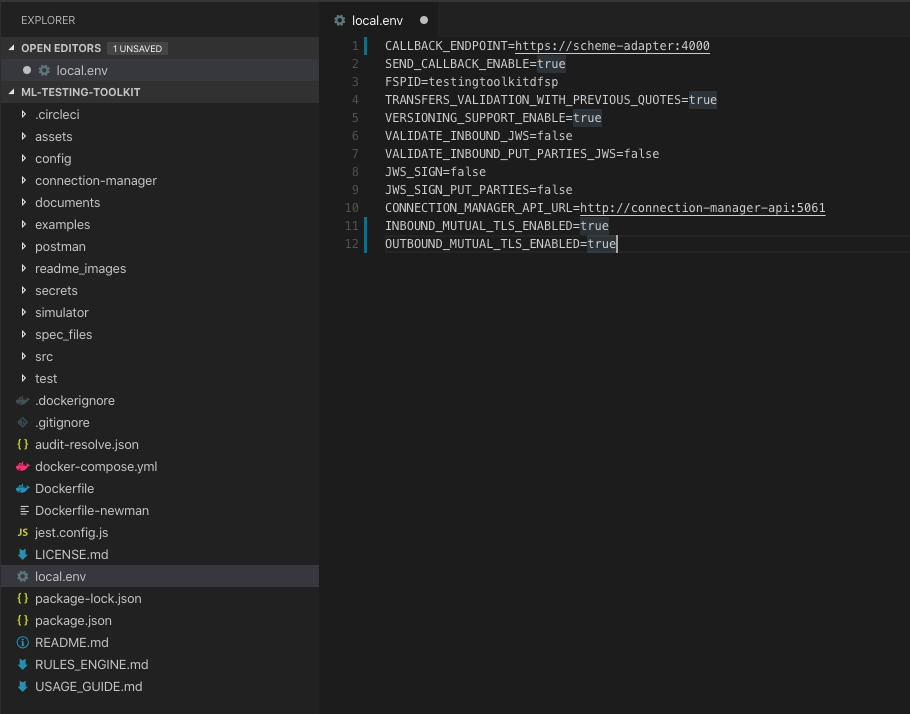 EXPLORER
OPEN EDITORS 1 UNSAVED
local.env
ML-TESTING-TOOLKIT
.circleci
assets
config
connection-manager
documents
examples
postman
readme_images
secrets
simulator
spec_files
src
test
.dockerignore
.gitignore
{ } audit-resolve.json
docker-compose.yml
Dockerfile
Dockerfile-newman
JS jest.config.js
LICENSE.md
local.env
{ } package-lock.json
{ } package.json
README.md
RULES_ENGINE.md
USAGE_GUIDE.md
local.env
1 CALLBACK_ENDPOINT=https://scheme-adapter:4000
2 SEND_CALLBACK_ENABLE=true
3 FSPID=testingtoolkitdfsp
4 TRANSFERS_VALIDATION_WITH_PREVIOUS_QUOTES=true
5 VERSIONING_SUPPORT_ENABLE=true
6 VALIDATE_INBOUND_JWS=false
7 VALIDATE_INBOUND_PUT_PARTIES_JWS=false
8 JWS_SIGN=false
9 JWS_SIGN_PUT_PARTIES=false
10 CONNECTION_MANAGER_API_URL=http://connection-manager-api:5061
11 INBOUND_MUTUAL_TLS_ENABLED=true
12 OUTBOUND_MUTUAL_TLS_ENABLED=true